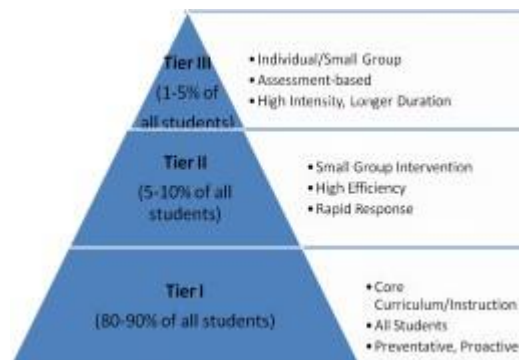 Tier III
(1-5% of
all students)
• Individual/Small Group
• Assessment-based
• High Intensity, Longer Duration
Tier II
(5-10% of all
students)
• Small Group Intervention
• High Efficiency
• Rapid Response
Tier I
(80-90% of all students)
• Core
Curriculum/Instruction
• All Students
• Preventative, Proactive